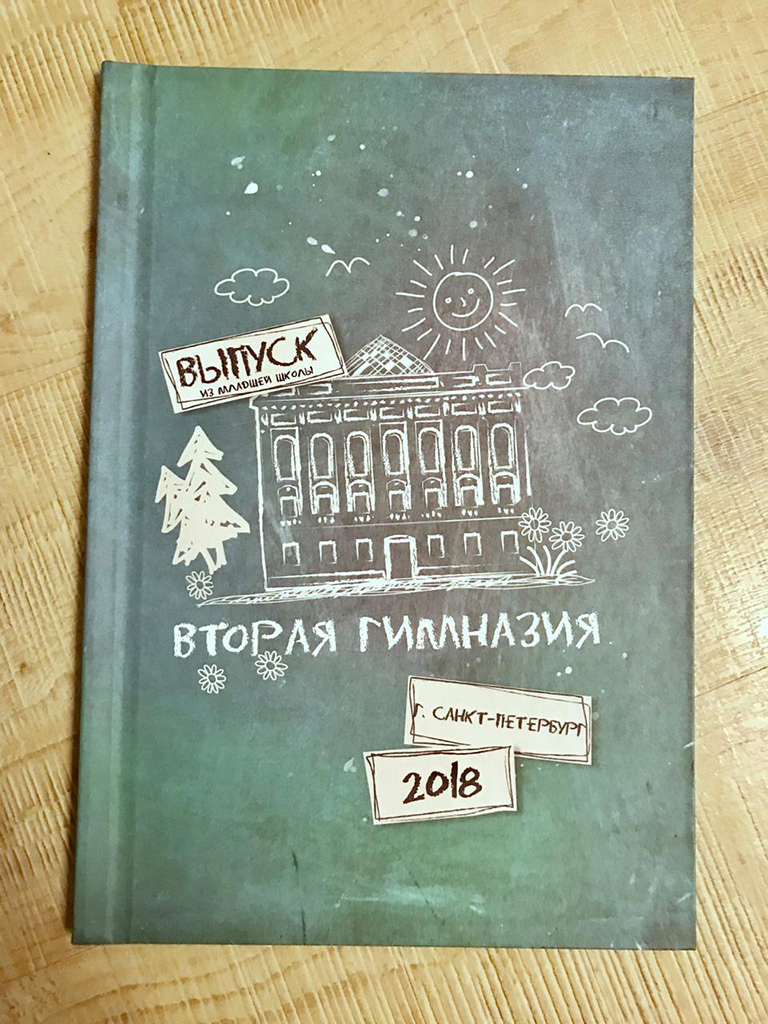 ВЫПУСК
ИЗ МЛАДШЕЙ ШКОЛЫ
ВТОРАЯ ГИМНАЗИЯ
Г. САНКТ-ПЕТЕРБУРГ
2018